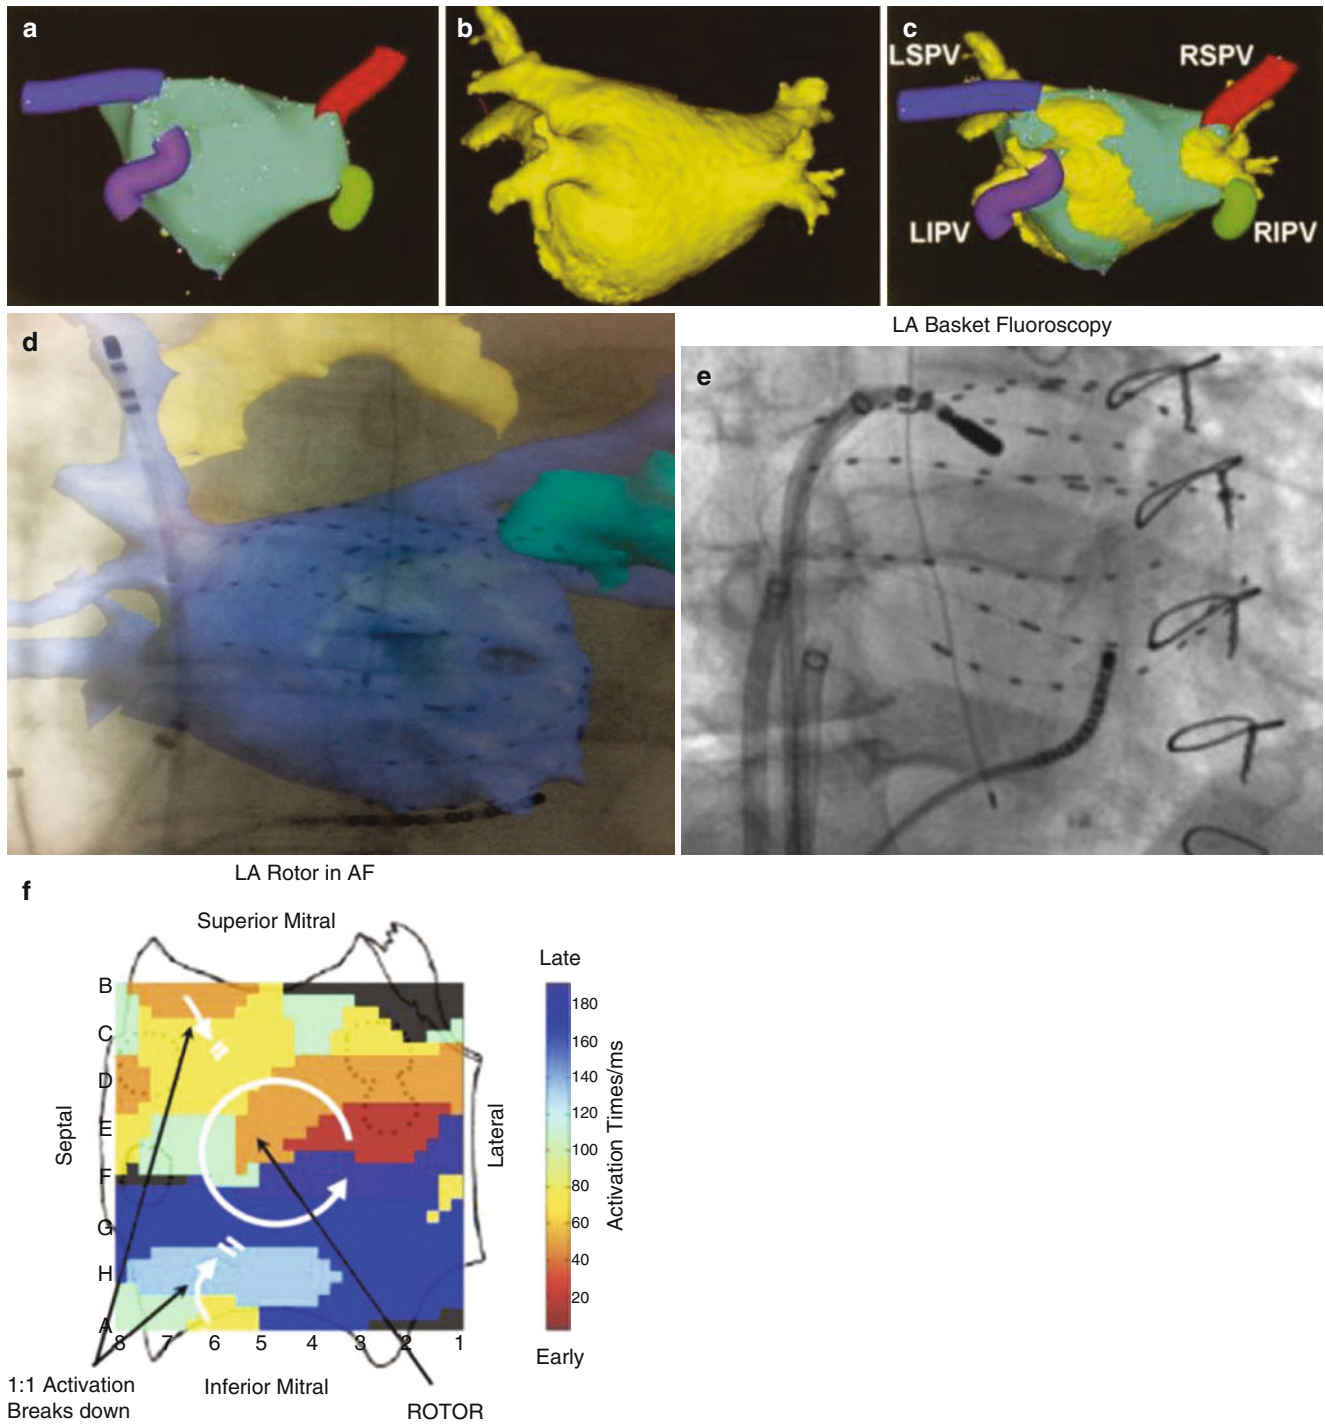 a
b
c
LSPV
RSPV
LIPV
RIPV
d
LA Basket Fluoroscopy
e
LA Rotor in AF
f
Superior Mitral
Late
B
C
D
E
F
G
H
A
Septal
Lateral
180
160
140
120
100
80
60
40
20
Activation Times/ms
8 7 6 5 4 3 2 1
Early
1:1 Activation
Breaks down
Inferior Mitral
ROTOR